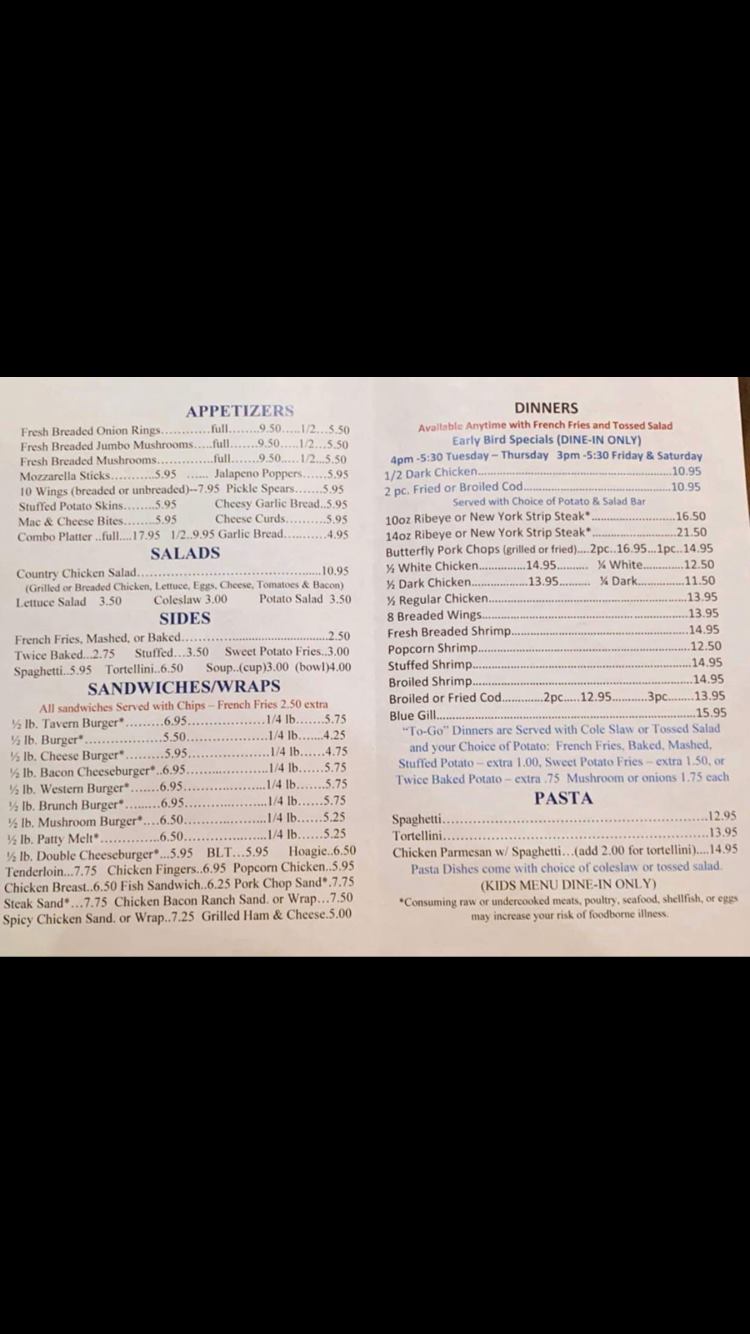 APPETIZERS
Fresh Breaded Onion Rings............full........9.50.....1/2...5.50
Fresh Breaded Jumbo Mushrooms.....full........9.50.....1/2...5.50
Fresh Breaded Mushrooms.............full........9.50.....1/2...5.50
Mozzarella Sticks...........5.95 ...... Jalapeno Poppers......5.95
10 Wings (breaded or unbreaded)--7.95 Pickle Spears......5.95
Stuffed Potato Skins.......5.95 Cheesy Garlic Bread..5.95
Mac & Cheese Bites.......5.95 Cheese Curds.........5.95
Combo Platter ..full....17.95 1/2..9.95 Garlic Bread..........4.95
SALADS
Country Chicken Salad..........................................10.95
(Grilled or Breaded Chicken, Lettuce, Eggs, Cheese, Tomatoes & Bacon)
Lettuce Salad 3.50 Coleslaw 3.00 Potato Salad 3.50
SIDES
French Fries, Mashed, or Baked........................................2.50
Twice Baked...2.75 Stuffed...3.50 Sweet Potato Fries..3.00
Spaghetti..5.95 Tortellini..6.50 Soup..(cup)3.00 (bowl)4.00
SANDWICHES/WRAPS
All sandwiches Served with Chips – French Fries 2.50 extra
½ lb. Tavern Burger*.........6.95...................1/4 lb......5.75
½ lb. Burger*...................5.50...................1/4 lb.......4.25
½ lb. Cheese Burger*........5.95...................1/4 lb......4.75
½ lb. Bacon Cheeseburger*..6.95...................1/4 lb......5.75
½ lb. Western Burger*.......6.95...................1/4 lb.......5.75
½ lb. Brunch Burger*.........6.95...................1/4 lb......5.75
½ lb. Mushroom Burger*....6.50...................1/4 lb......5.25
½ lb. Patty Melt*...............6.50...................1/4 lb......5.25
½ lb. Double Cheeseburger*...5.95 BLT...5.95 Hoagie..6.50
Tenderloin...7.75 Chicken Fingers..6.95 Popcorn Chicken..5.95
Chicken Breast..6.50 Fish Sandwich..6.25 Pork Chop Sand*.7.75
Steak Sand*...7.75 Chicken Bacon Ranch Sand. or Wrap...7.50
Spicy Chicken Sand. or Wrap..7.25 Grilled Ham & Cheese.5.00
DINNERS
Available Anytime with French Fries and Tossed Salad
Early Bird Specials (DINE-IN ONLY)
4pm -5:30 Tuesday – Thursday 3pm -5:30 Friday & Saturday
1/2 Dark Chicken..................................................10.95
2 pc. Fried or Broiled Cod......................................10.95
Served with Choice of Potato & Salad Bar
10oz Ribeye or New York Strip Steak*.........................16.50
14oz Ribeye or New York Strip Steak*.........................21.50
Butterfly Pork Chops (grilled or fried)....2pc..16.95...1pc..14.95
½ White Chicken...............14.95......... ¼ White............12.50
½ Dark Chicken................13.95......... ¼ Dark..............11.50
½ Regular Chicken..................................................13.95
8 Breaded Wings....................................................13.95
Fresh Breaded Shrimp.............................................14.95
Popcorn Shrimp.....................................................12.50
Stuffed Shrimp......................................................14.95
Broiled Shrimp......................................................14.95
Broiled or Fried Cod............2pc.....12.95..........3pc........13.95
Blue Gill................................................................15.95
“To-Go” Dinners are Served with Cole Slaw or Tossed Salad
and your Choice of Potato: French Fries, Baked, Mashed,
Stuffed Potato – extra 1.00, Sweet Potato Fries – extra 1.50, or
Twice Baked Potato – extra .75 Mushroom or onions 1.75 each
PASTA
Spaghetti...............................................................12.95
Tortellini...............................................................13.95
Chicken Parmesan w/ Spaghetti...(add 2.00 for tortellini)....14.95
Pasta Dishes come with choice of coleslaw or tossed salad.
(KIDS MENU DINE-IN ONLY)
*Consuming raw or undercooked meats, poultry, seafood, shellfish, or eggs
may increase your risk of foodborne illness.